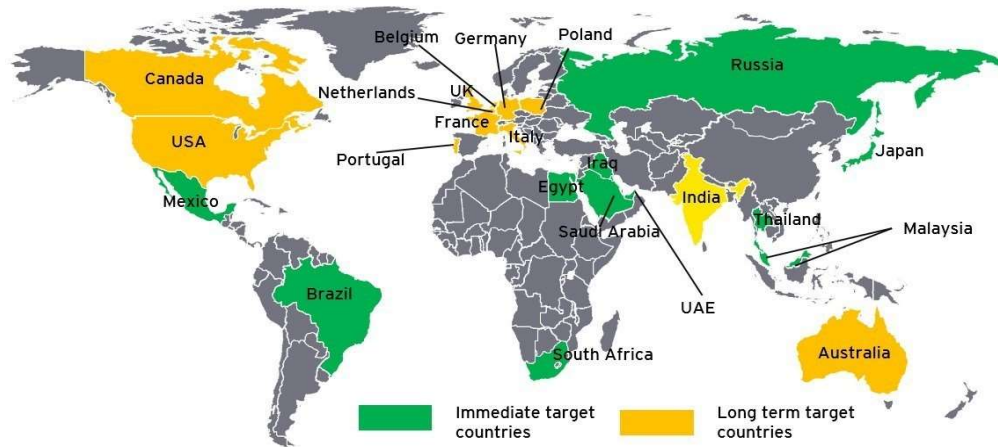 Belgium
Germany
Poland
Canada
Russia
UK
Netherlands
France
USA
Italy
Portugal
Japan
Iraq
Egypt
India
Mexico
Thailand
Saudi Arabia
Malaysia
Brazil
UAE
South Africa
Australia
Immediate target
countries
Long term target
countries